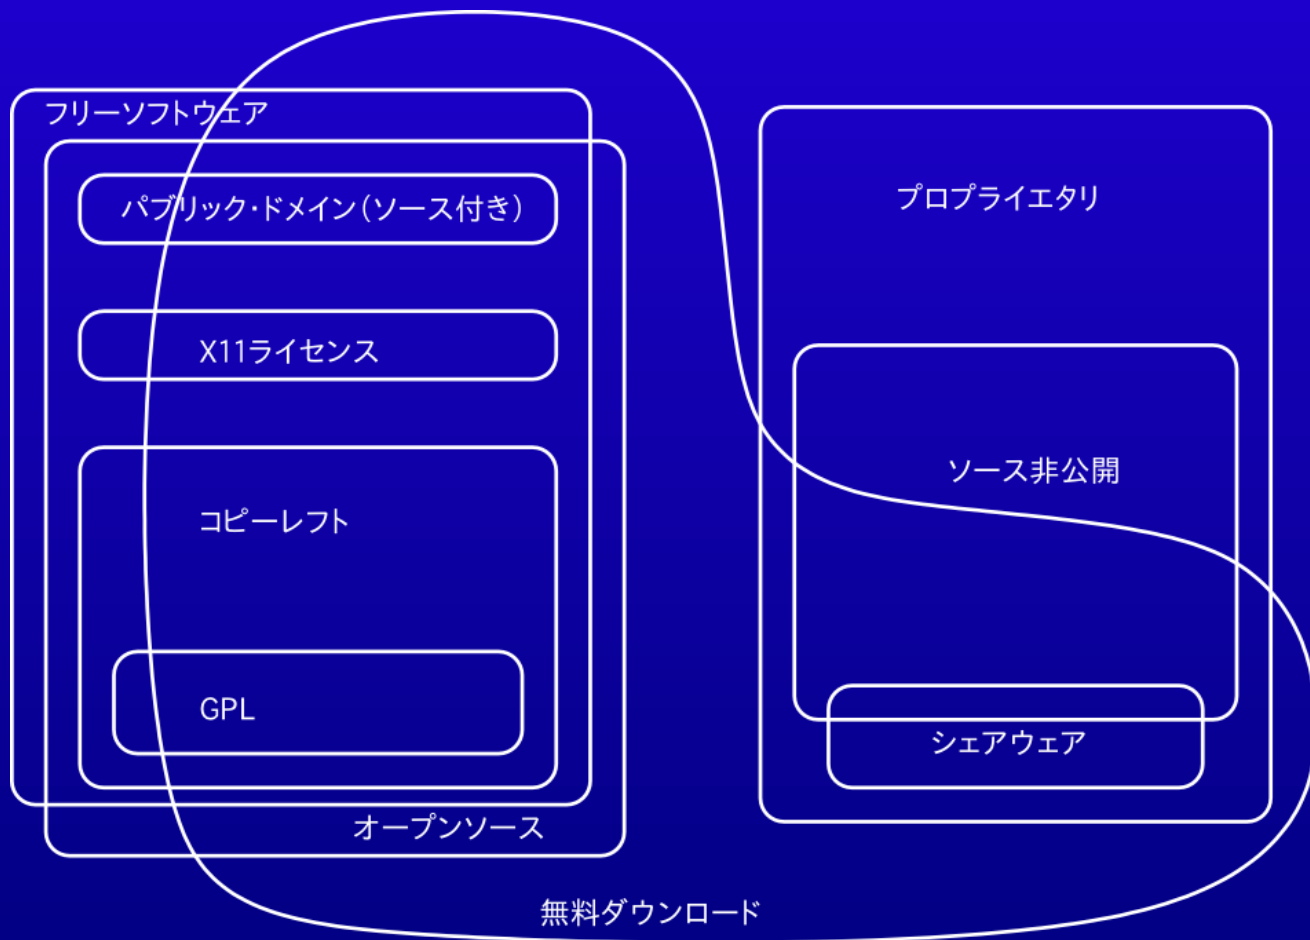 フリーソフトウェア
パブリック・ドメイン（ソース付き）
X11ライセンス
コピーレフト
GPL
オープンソース
プロプライエタリ
ソース非公開
シェアウェア
無料ダウンロード